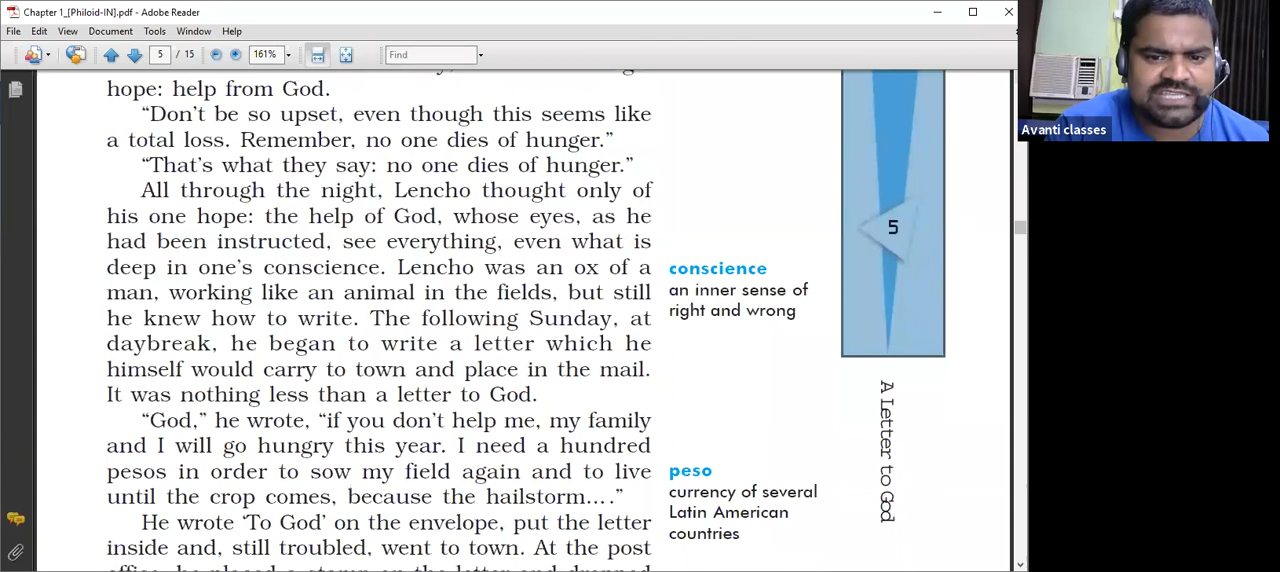 Chapter 1_[Philoid-IN].pdf - Adobe Reader
File Edit View Document Tools Window Help
5 / 15 161% Find
hope: help from God.
“Don’t be so upset, even though this seems like
a total loss. Remember, no one dies of hunger.”
“That’s what they say: no one dies of hunger.”
All through the night, Lencho thought only of
his one hope: the help of God, whose eyes, as he
had been instructed, see everything, even what is
deep in one’s conscience. Lencho was an ox of a
man, working like an animal in the fields, but still
he knew how to write. The following Sunday, at
daybreak, he began to write a letter which he
himself would carry to town and place in the mail.
It was nothing less than a letter to God.
“God,” he wrote, “if you don’t help me, my family
and I will go hungry this year. I need a hundred
pesos in order to sow my field again and to live
until the crop comes, because the hailstorm... .”
He wrote ‘To God’ on the envelope, put the letter
inside and, still troubled, went to town. At the post
office, he placed a stamp on the letter and dropped
conscience
an inner sense of
right and wrong
peso
currency of several
Latin American
countries
5
A Letter to God
Avanti classes